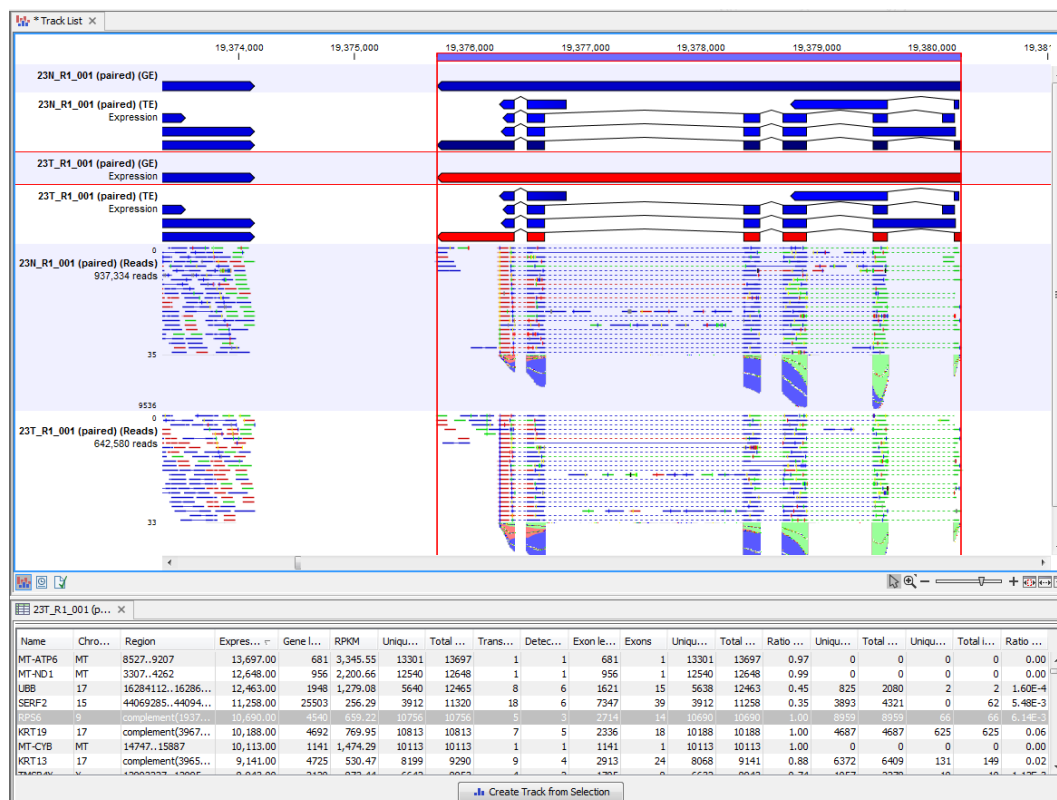 * Track List
19,374,000 19,375,000 19,376,000 19,377,000 19,378,000 19,379,000 19,380,000 19,381
23N_R1_001 (paired) (GE)
23N_R1_001 (paired) (TE)
Expression
23T_R1_001 (paired) (GE)
Expression
23T_R1_001 (paired) (TE)
Expression
0
23N_R1_001 (paired) (Reads)
937,334 reads
35
9536
0
23T_R1_001 (paired) (Reads)
642,580 reads
33
23T_R1_001 (p...
Name Chro... Region Expres... Gene l... RPKM Uniqu... Total ... Trans... Detec... Exon le... Exons Uniqu... Total ... Ratio ... Uniqu... Total ... Uniqu... Total i... Ratio ...
MT-ATP6 MT 8527..9207 13,697.00 681 3,345.55 13301 13697 1 1 681 1 13301 13697 0.97 0 0 0 0 0.00
MT-ND1 MT 3307..4262 12,648.00 956 2,200.66 12540 12648 1 1 956 1 12540 12648 0.99 0 0 0 0 0.00
UBB 17 16284112..16286... 12,463.00 1948 1,279.08 5640 12465 8 6 1621 15 5638 12463 0.45 825 2080 2 2 1.60E-4
SERF2 15 44069285..44094... 11,258.00 25503 256.29 3912 11320 18 6 7347 39 3912 11258 0.35 3893 4321 0 62 5.48E-3
RPS6 9 complement(1937... 10,690.00 4540 659.22 10756 10756 5 3 2714 14 10690 10690 1.00 8959 8959 66 66 6.14E-3
KRT19 17 complement(3967... 10,188.00 4692 769.95 10813 10813 7 5 2336 18 10188 10188 1.00 4687 4687 625 625 0.06
MT-CYB MT 14747..15887 10,113.00 1141 1,474.29 10113 10113 1 1 1141 1 10113 10113 1.00 0 0 0 0 0.00
KRT13 17 complement(3965... 9,141.00 4725 530.47 8199 9290 9 4 2913 24 8068 9141 0.88 6372 6409 131 149 0.02
Create Track from Selection